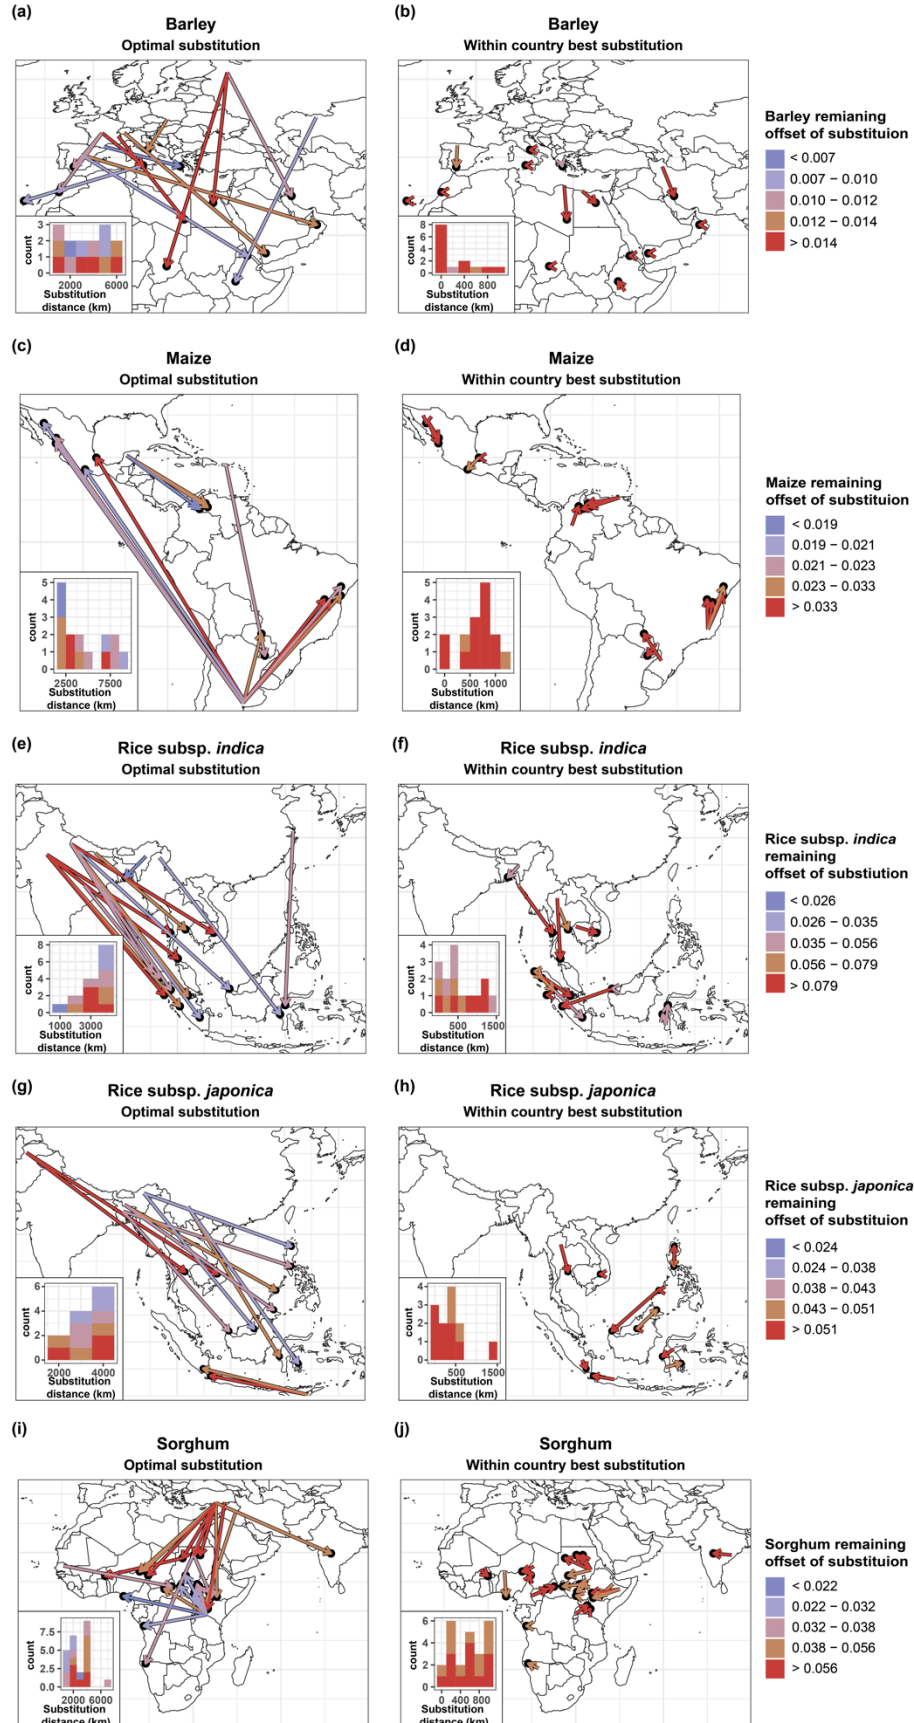 (a)
Barley
Optimal substitution
3
2
1
0
count
2000 6000
Substitution
distance (km)
(b)
Barley
Within country best substitution
8
6
4
2
0
count
0 400 800
Substitution
distance (km)
Barley remianing
offset of substituion
< 0.007
0.007 – 0.010
0.010 – 0.012
0.012 – 0.014
> 0.014
(c)
Maize
Optimal substitution
5
4
3
2
1
0
count
2500 7500
Substitution
distance (km)
(d)
Maize
Within country best substitution
5
4
3
2
1
0
count
0 500 1000
Substitution
distance (km)
Maize remaining
offset of substituion
< 0.019
0.019 – 0.021
0.021 – 0.023
0.023 – 0.033
> 0.033
(e)
Rice subsp. indica
Optimal substitution
8
6
4
2
0
count
1000 3000
Substitution
distance (km)
(f)
Rice subsp. indica
Within country best substitution
4
3
2
1
0
count
500 1500
Substitution
distance (km)
Rice subsp. indica
remaining
offset of substiution
< 0.026
0.026 – 0.035
0.035 – 0.056
0.056 – 0.079
> 0.079
(g)
Rice subsp. japonica
Optimal substitution
6
4
2
0
count
2000 4000
Substitution
distance (km)
(h)
Rice subsp. japonica
Within country best substitution
4
2
0
count
500 1500
Substitution
distance (km)
Rice subsp. japonica
remaining
offset of substituion
< 0.024
0.024 – 0.038
0.038 – 0.043
0.043 – 0.051
> 0.051
(i)
Sorghum
Optimal substitution
7.5
5.0
2.5
0.0
count
2000 6000
Substitution
distance (km)
(j)
Sorghum
Within country best substitution
6
4
2
0
count
0 400 800
Substitution
distance (km)
Sorghum remaining
offset of substituion
< 0.022
0.022 – 0.032
0.032 – 0.038
0.038 – 0.056
> 0.056